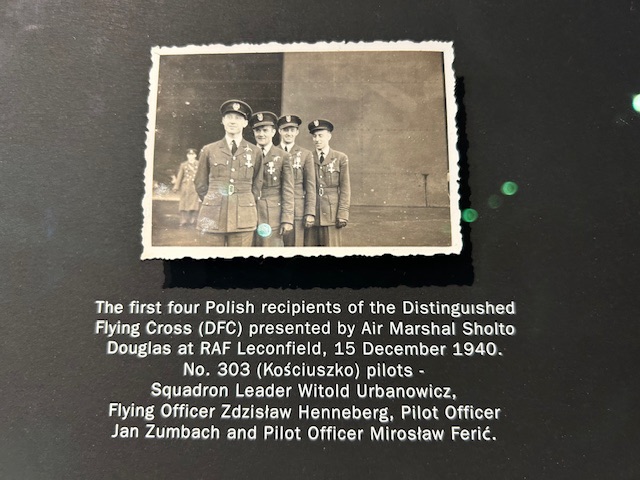 The first four Polish recipients of the Distinguished
Flying Cross (DFC) presented by Air Marshal Sholto
Douglas at RAF Leconfield, 15 December 1940.
No. 303 (Kościuszko) pilots -
Squadron Leader Witold Urbanowicz,
Flying Officer Zdzisław Henneberg, Pilot Officer
Jan Zumbach and Pilot Officer Mirosław Ferić.